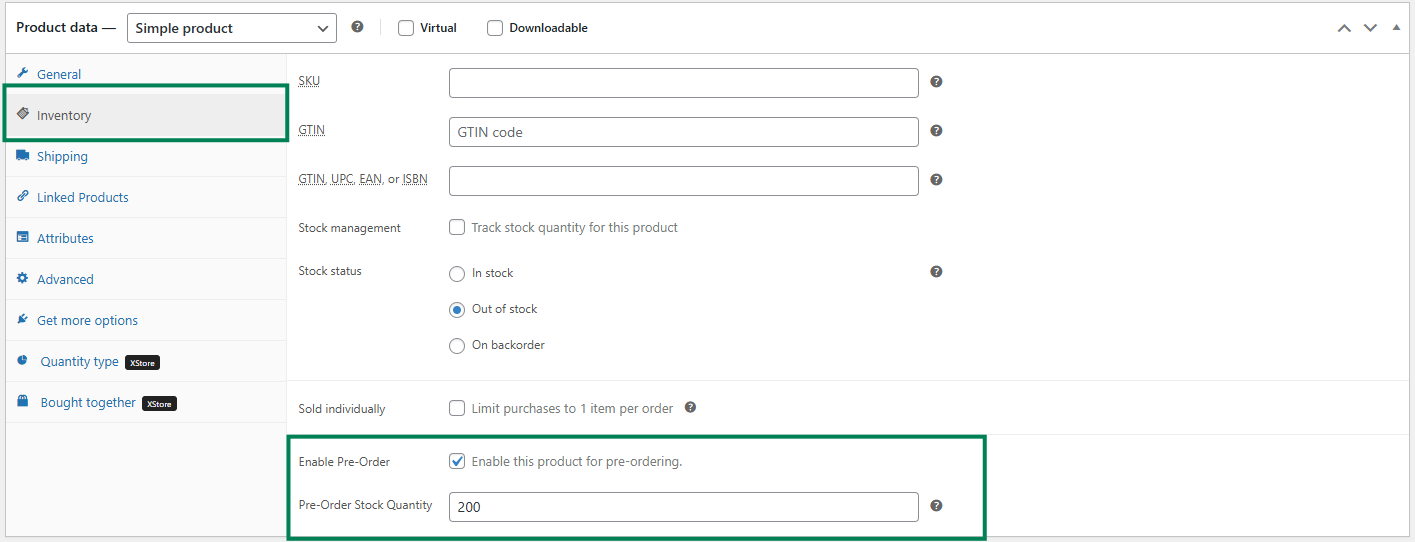 Product data — Simple product Virtual Downloadable
General
Inventory
Shipping
Linked Products
Attributes
Advanced
Get more options
Quantity type XStore
Bought together XStore
SKU
GTIN GTIN code
GTIN, UPC, EAN, or ISBN
Stock management Track stock quantity for this product
Stock status In stock
Out of stock
On backorder
Sold individually Limit purchases to 1 item per order
Enable Pre-Order Enable this product for pre-ordering.
Pre-Order Stock Quantity 200